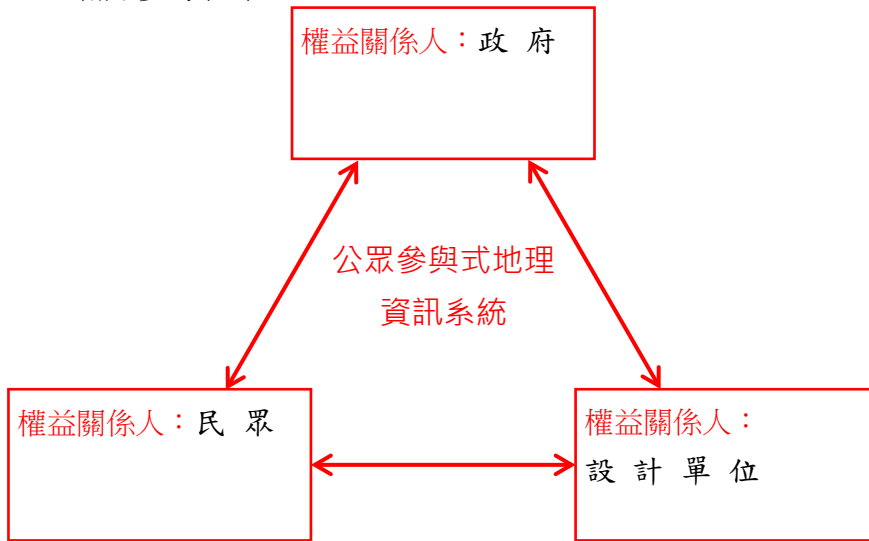 權益關係人：政 府
公眾參與式地理
資訊系統
權益關係人：民 眾
權益關係人：
設 計 單 位